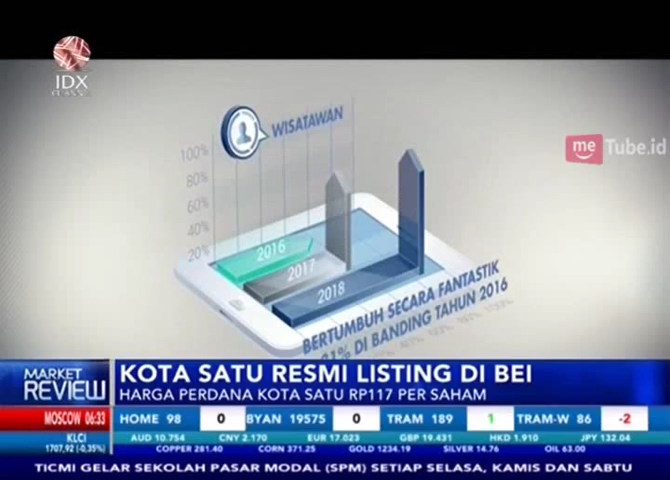 IDX
me Tube.id
WISATAWAN
100%
80%
60%
40%
20%
2016
2017
2018
BERTUMBUH SECARA FANTASTIK
DI BANDING TAHUN 2016
MARKET REVIEW
KOTA SATU RESMI LISTING DI BEI
HARGA PERDANA KOTA SATU RP117 PER SAHAM
MOSCOW 06:33
HOME 98 0 BYAN 19575 0 TRAM 189 1 TRAM-W 86 -2
KLCI
1707,92 (-0,35%)
AUD 10.754 CNY 2.170 EUR 17.023 GBP 19.431 HKD 1.910 JPY 132.04
COPPER 281.40 CORN 371.25 GOLD 1234.19 SILVER 14.76 OIL 63.00
TICMI GELAR SEKOLAH PASAR MODAL (SPM) SETIAP SELASA, KAMIS DAN SABTU